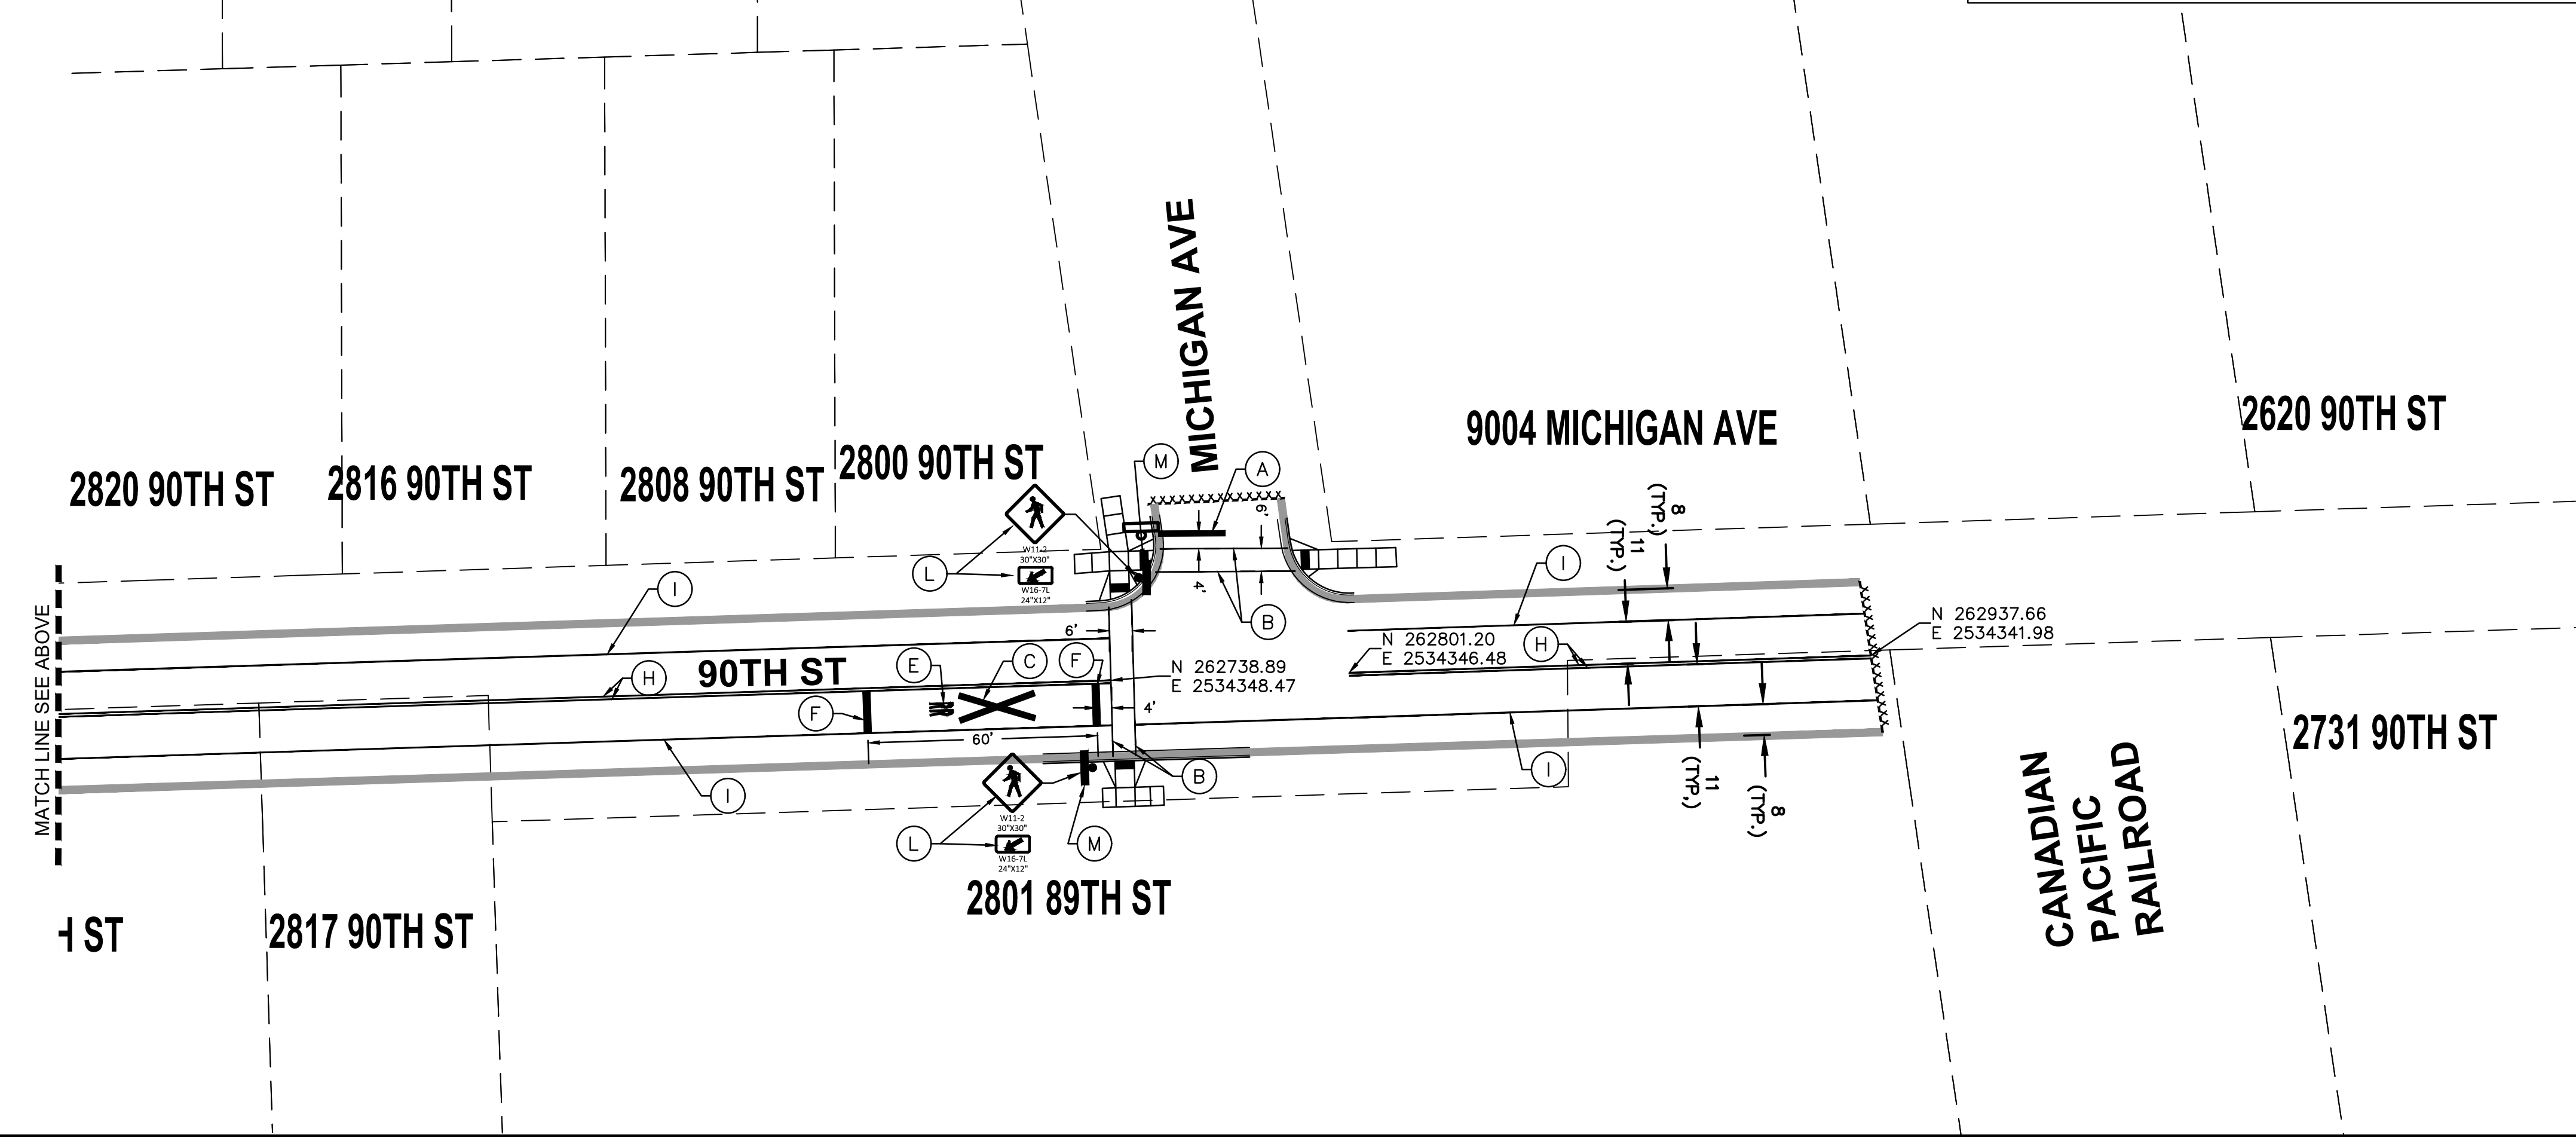 MICHIGAN AVE
9004 MICHIGAN AVE
2620 90TH ST
2820 90TH ST
2816 90TH ST
2808 90TH ST
2800 90TH ST
M
A
8
(TYP.)
11
(TYP.)
6'
W11-2
30"X30"
L
W16-7L
24"X12"
4'
I
I
B
6'
N 262801.20
E 2534346.48
H
N 262937.66
E 2534341.98
MATCH LINE SEE ABOVE
H
90TH ST
E
C
F
N 262738.89
E 2534348.47
F
4'
60'
2731 90TH ST
I
B
I
11
(TYP.)
8
(TYP.)
W11-2
30"X30"
L
W16-7L
24"X12"
M
CANADIAN
PACIFIC
RAILROAD
2801 89TH ST
ST
2817 90TH ST